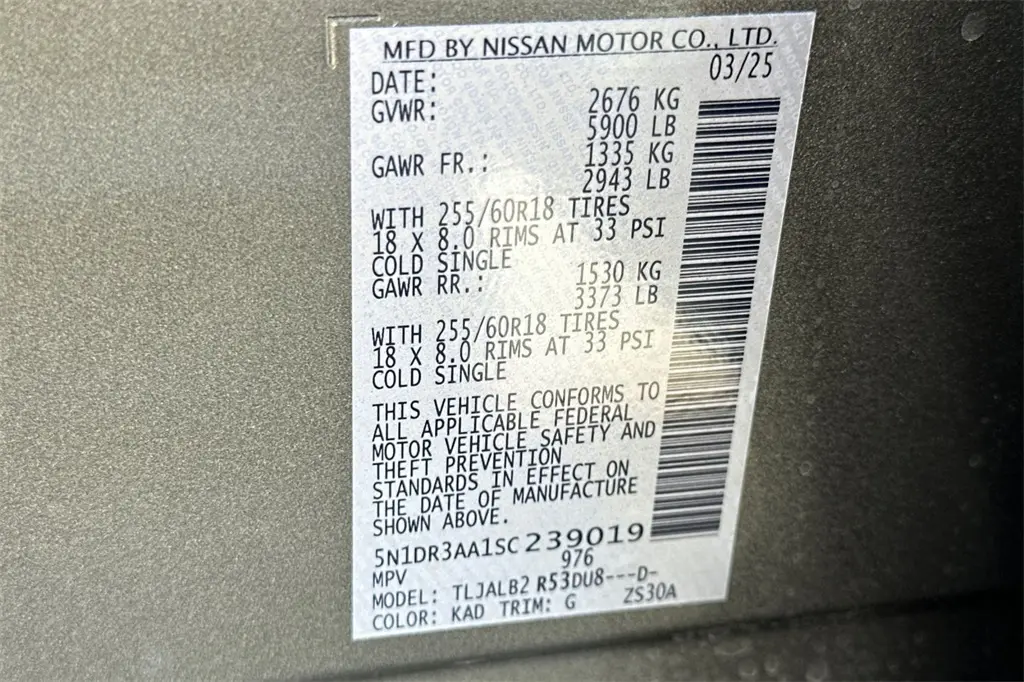 MFD BY NISSAN MOTOR CO., LTD.
DATE: 03/25
GVWR: 2676 KG
5900 LB
GAWR FR.: 1335 KG
2943 LB
WITH 255/60R18 TIRES
18 X 8.0 RIMS AT 33 PSI
COLD SINGLE
GAWR RR.: 1530 KG
3373 LB
WITH 255/60R18 TIRES
18 X 8.0 RIMS AT 33 PSI
COLD SINGLE
THIS VEHICLE CONFORMS TO
ALL APPLICABLE FEDERAL
MOTOR VEHICLE SAFETY AND
THEFT PREVENTION
STANDARDS IN EFFECT ON
THE DATE OF MANUFACTURE
SHOWN ABOVE.
5N1DR3AA1SC239019
MPV 976
MODEL: TLJALB2 R53DU8---D-
COLOR: KAD TRIM: G ZS30A